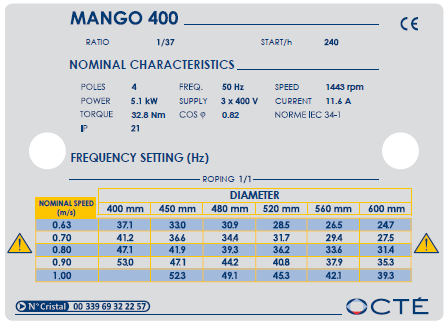 MANGO 400
CE
RATIO 1/37 START/h 240
NOMINAL CHARACTERISTICS
POLES 4 FREQ. 50 Hz SPEED 1443 rpm
POWER 5.1 kW SUPPLY 3 x 400 V CURRENT 11.6 A
TORQUE 32.8 Nm COS φ 0.82 NORME IEC 34-1
IP 21
FREQUENCY SETTING (Hz)
ROPING 1/1
NOMINAL SPEED (m/s) DIAMETER
400 mm 450 mm 480 mm 520 mm 560 mm 600 mm
0.63 37.1 33.0 30.9 28.5 26.5 24.7
0.70 41.2 36.6 34.4 31.7 29.4 27.5
0.80 47.1 41.9 39.3 36.2 33.6 31.4
0.90 53.0 47.1 44.2 40.8 37.9 35.3
1.00 52.3 49.1 45.3 42.1 39.3
N°Cristal 00 339 69 32 22 57
OCTÉ